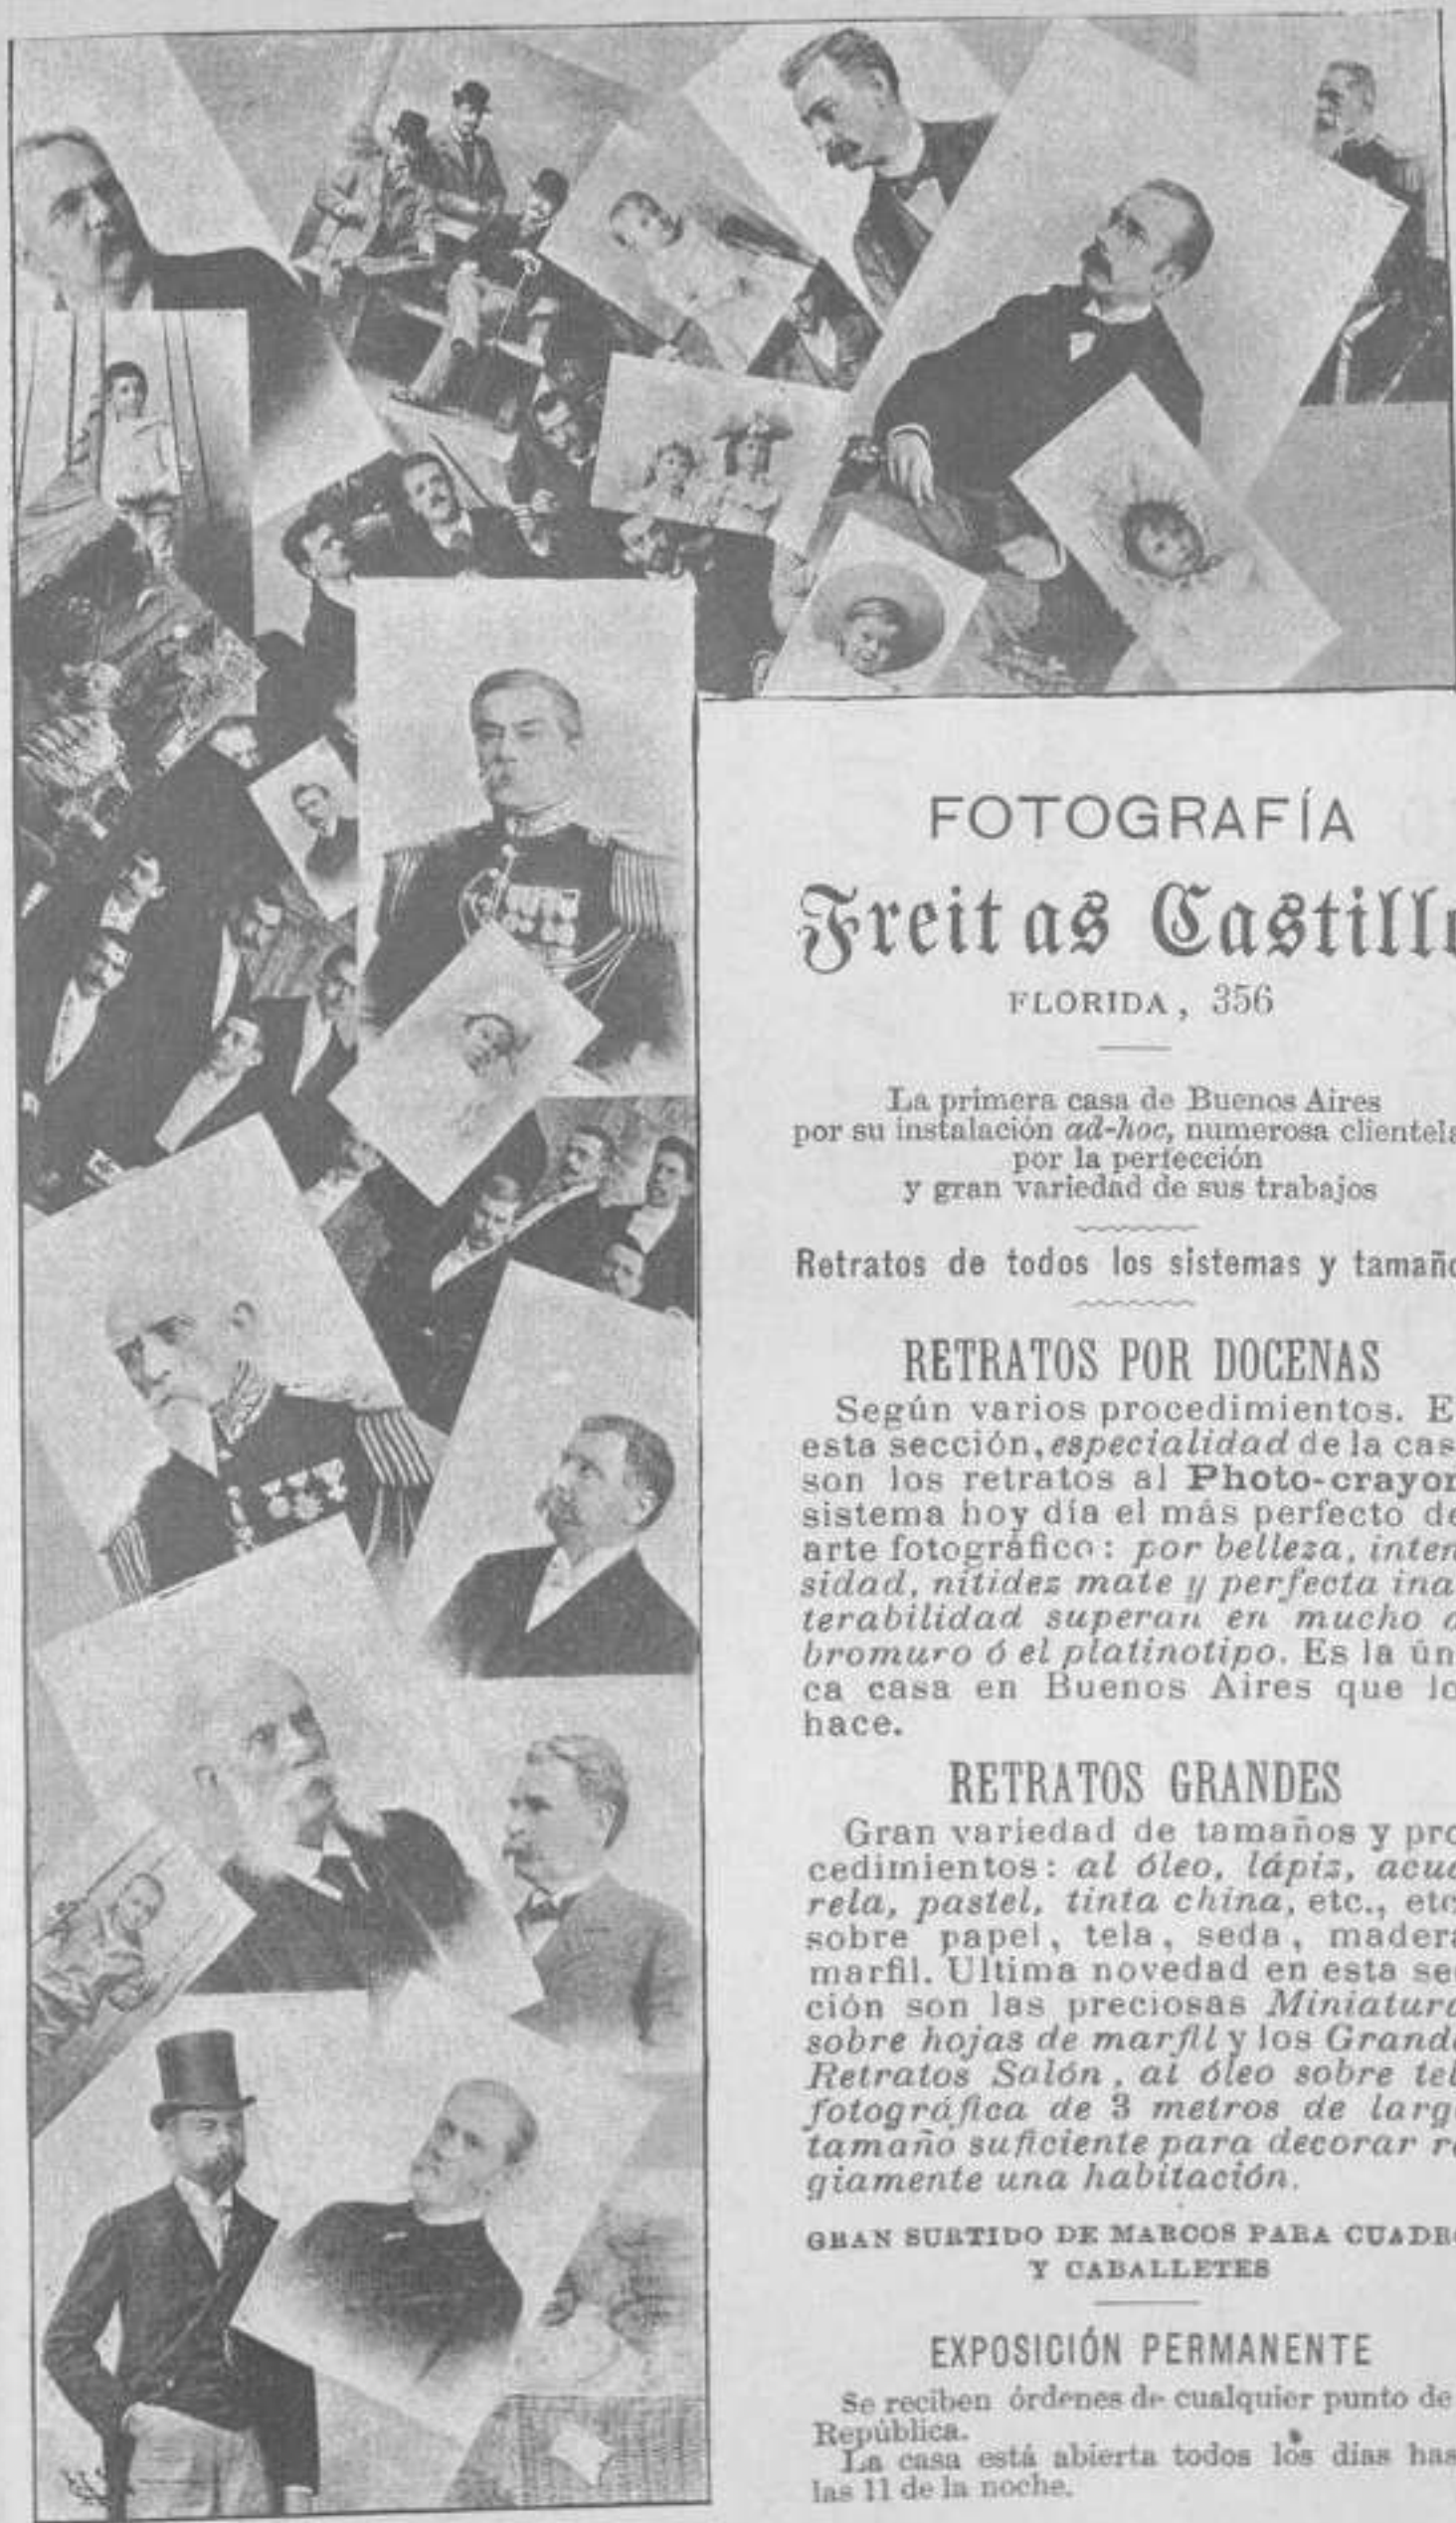 FOTOGRAFÍA
Freitas Castill
FLORIDA, 356
La primera casa de Buenos Aires
por su instalación ad-hoc, numerosa clientela
por la perfección
y gran variedad de sus trabajos
Retratos de todos los sistemas y tamaño
RETRATOS POR DOCENAS
Según varios procedimientos. E
esta sección, especialidad de la cas
son los retratos al Photo-crayon
sistema hoy día el más perfecto de
arte fotográfico: por belleza, inten
sidad, nitidez mate y perfecta ina
terabilidad superan en mucho a
bromuro ó el platinotipo. Es la ún
ca casa en Buenos Aires que lo
hace.
RETRATOS GRANDES
Gran variedad de tamaños y pro
cedimientos: al óleo, lápiz, acua
rela, pastel, tinta china, etc., etc
sobre papel, tela, seda, madera
marfil. Ultima novedad en esta sec
ción son las preciosas Miniatura
sobre hojas de marfil y los Grande
Retratos Salón, al óleo sobre tel
fotográfica de 3 metros de larg
tamaño suficiente para decorar re
giamente una habitación.
GRAN SURTIDO DE MARCOS PARA CUADRO
Y CABALLETES
EXPOSICIÓN PERMANENTE
Se reciben órdenes de cualquier punto de
República.
La casa está abierta todos los días has
las 11 de la noche.